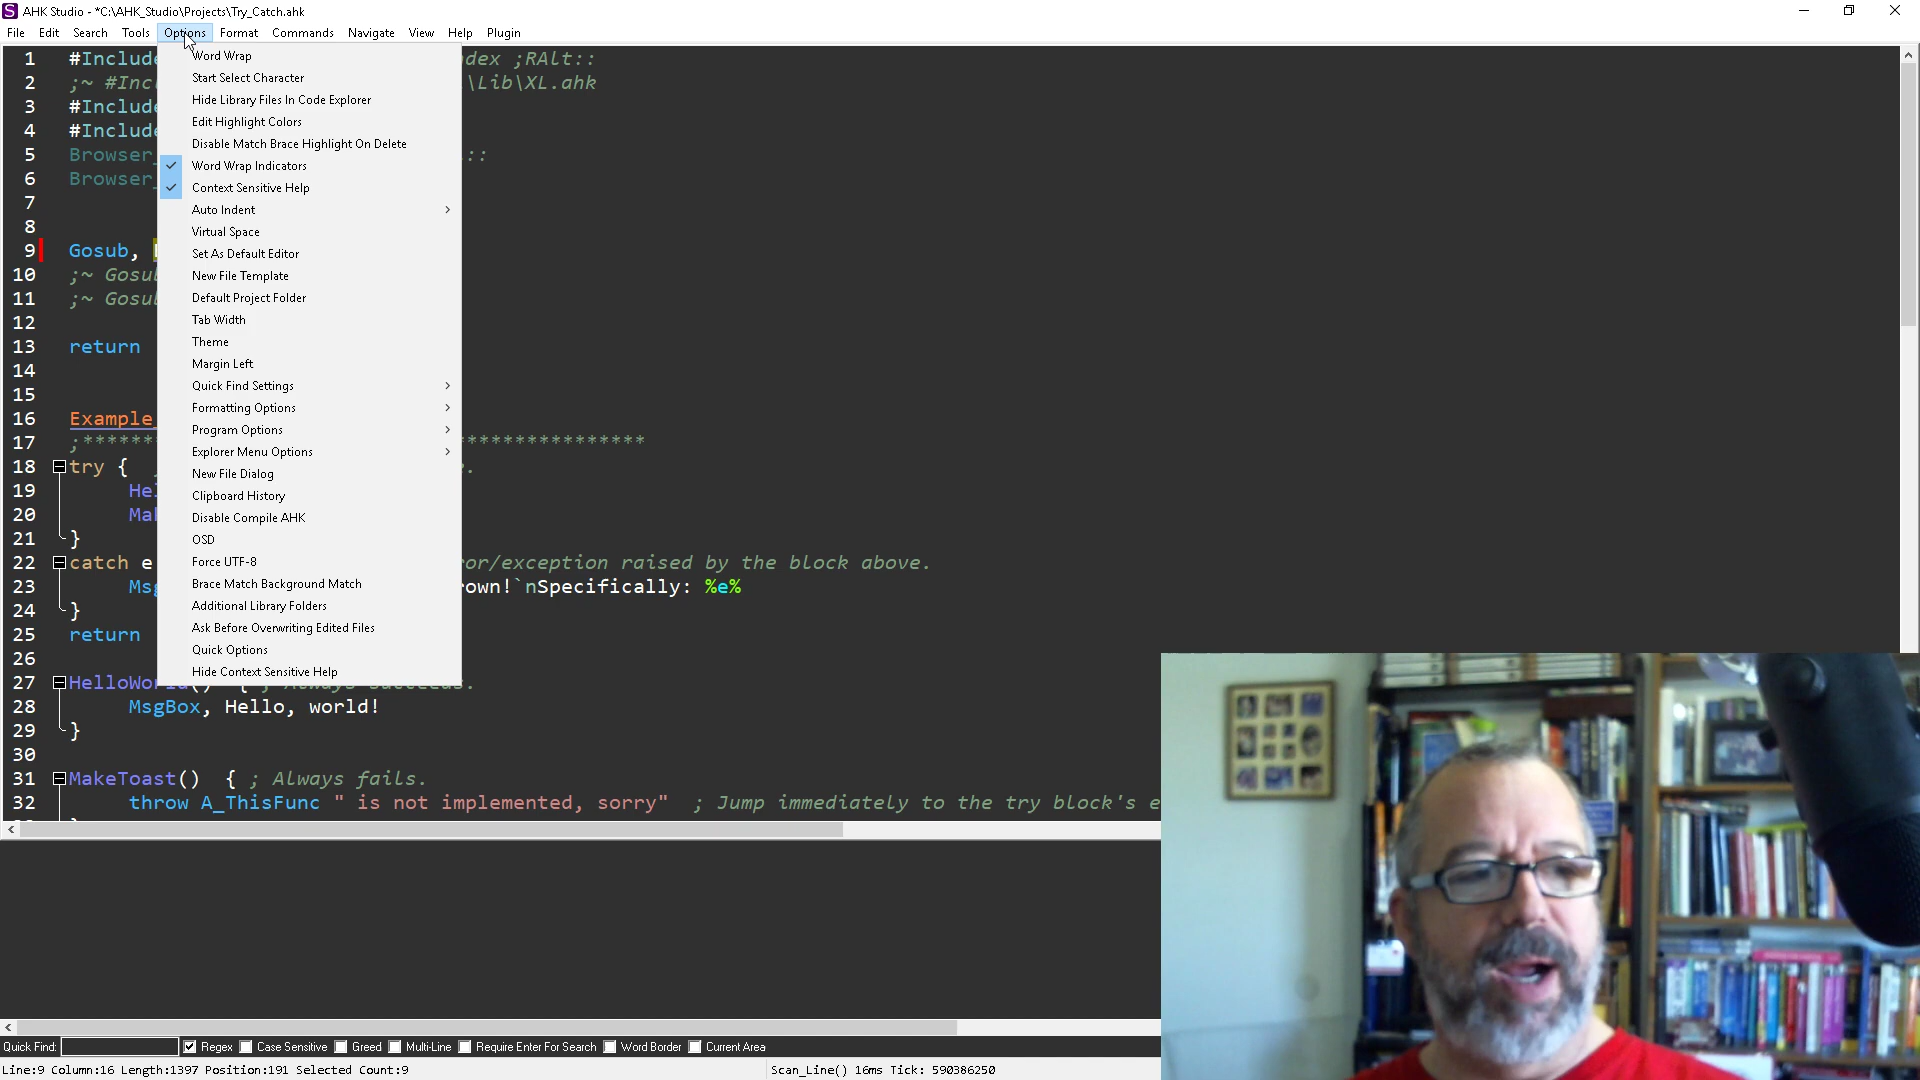 AHK Studio - *C:\AHK_Studio\Projects\Try_Catch.ahk
File Edit Search Tools Options Format Commands Navigate View Help Plugin
Word Wrap
Start Select Character
Hide Library Files In Code Explorer
Edit Highlight Colors
Disable Match Brace Highlight On Delete
Word Wrap Indicators
Context Sensitive Help
Auto Indent
Virtual Space
Set As Default Editor
New File Template
Default Project Folder
Tab Width
Theme
Margin Left
Quick Find Settings
Formatting Options
Program Options
Explorer Menu Options
New File Dialog
Clipboard History
Disable Compile AHK
OSD
Force UTF-8
Brace Match Background Match
Additional Library Folders
Ask Before Overwriting Edited Files
Quick Options
Hide Context Sensitive Help
1 #Include dex ;RAlt::
2 ;~ #Inc \Lib\XL.ahk
3 #Include
4 #Include
5 Browser_ ::
6 Browser_
7
8
9 Gosub,
10 ;~ Gosu
11 ;~ Gosu
12
13 return
14
15
16 Example_
17 ;******* ****************
18 try { .
19 He
20 Ma
21 }
22 catch e or/exception raised by the block above.
23 Ms own!`nSpecifically: %e%
24 }
25 return
26
27 HelloWor () { ; Always succeeds.
28 MsgBox, Hello, world!
29 }
30
31 MakeToast() { ; Always fails.
32 throw A_ThisFunc " is not implemented, sorry" ; Jump immediately to the try block's e
Quick Find: Regex Case Sensitive Greed Multi-Line Require Enter For Search Word Border Current Area
Line:9 Column:16 Length:1397 Position:191 Selected Count:9 Scan_Line() 16ms Tick: 590386250